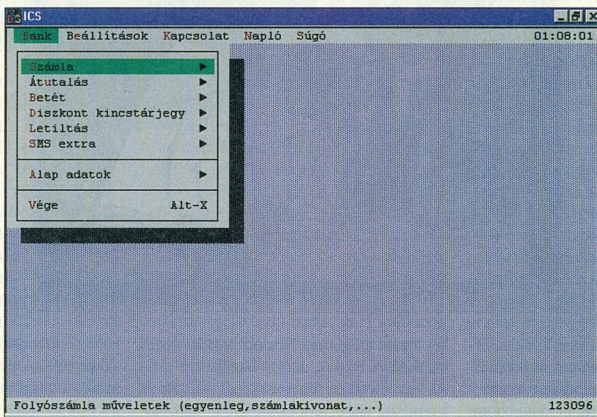 ICS
Bank Beállítások Kapcsolat Napló Súgó 01:08:01
Számla
Átutalás
Betét
Diszkont kincstárjegy
Letiltás
SMS extra
Alap adatok
Vége Alt-X
Folyószámla műveletek (egyenleg,számlakivonat,...) 123096